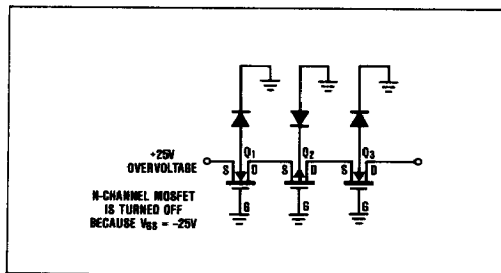 +25V
OVERVOLTAGE
Q1
Q2
Q3
S D
S D
S D
G
G
G
N-CHANNEL MOSFET
IS TURNED OFF
BECAUSE VGS = -25V